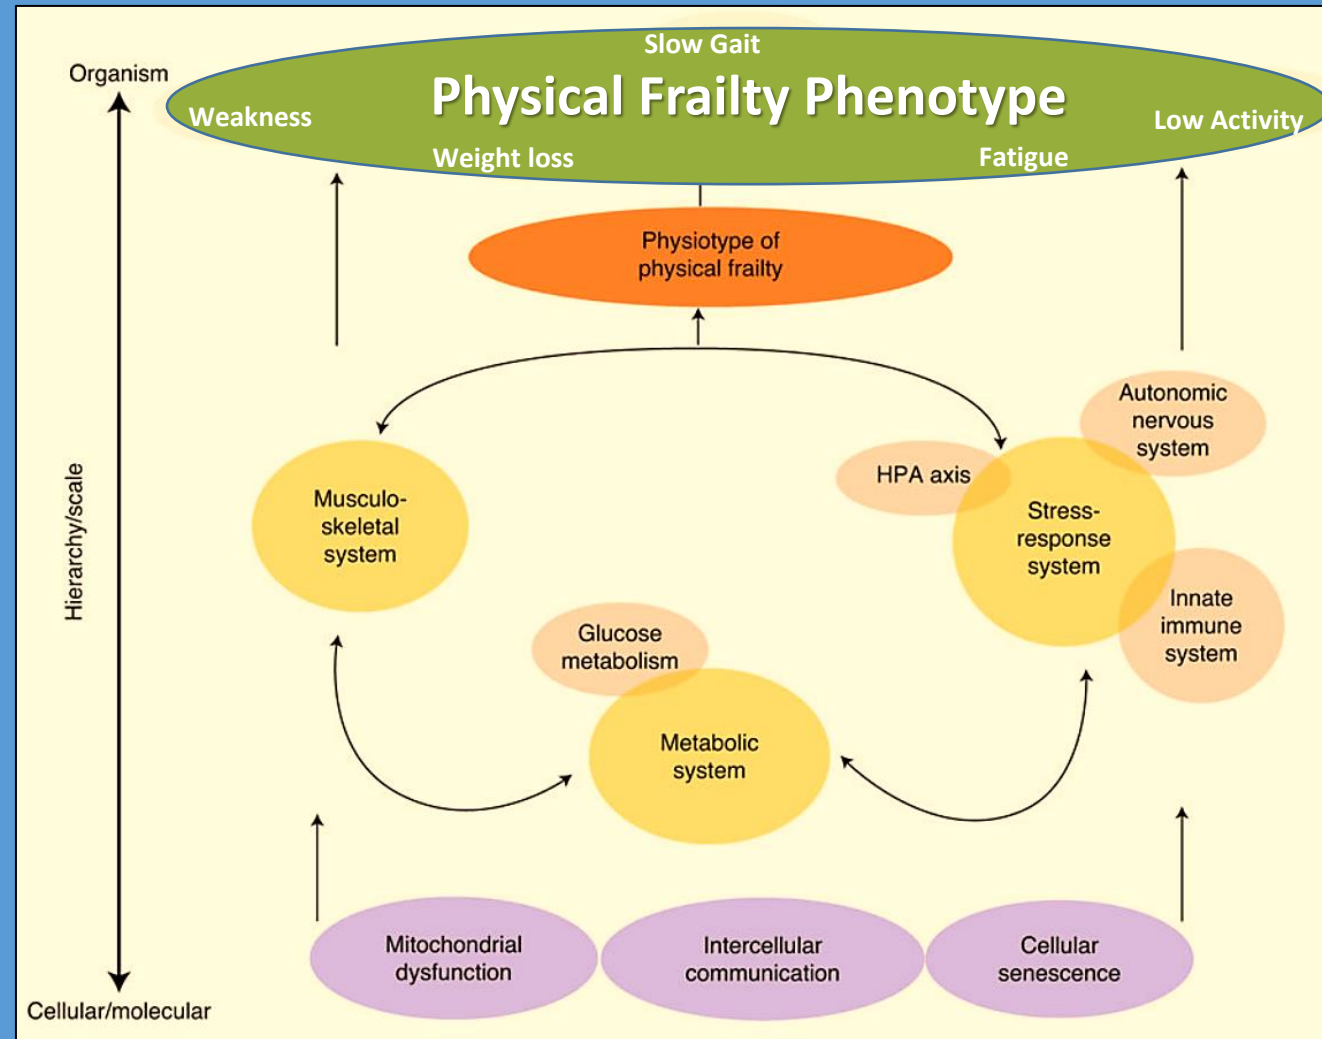 Slow Gait
Organism
Physical Frailty Phenotype
Weakness
Low Activity
Weight loss
Fatigue
Physiotype of
physical frailty
Autonomic
nervous
system
HPA axis
Musculo-
skeletal
system
Stress-
response
system
Hierarchy/scale
Innate
immune
system
Glucose
metabolism
Metabolic
system
Mitochondrial
dysfunction
Intercellular
communication
Cellular
senescence
Cellular/molecular